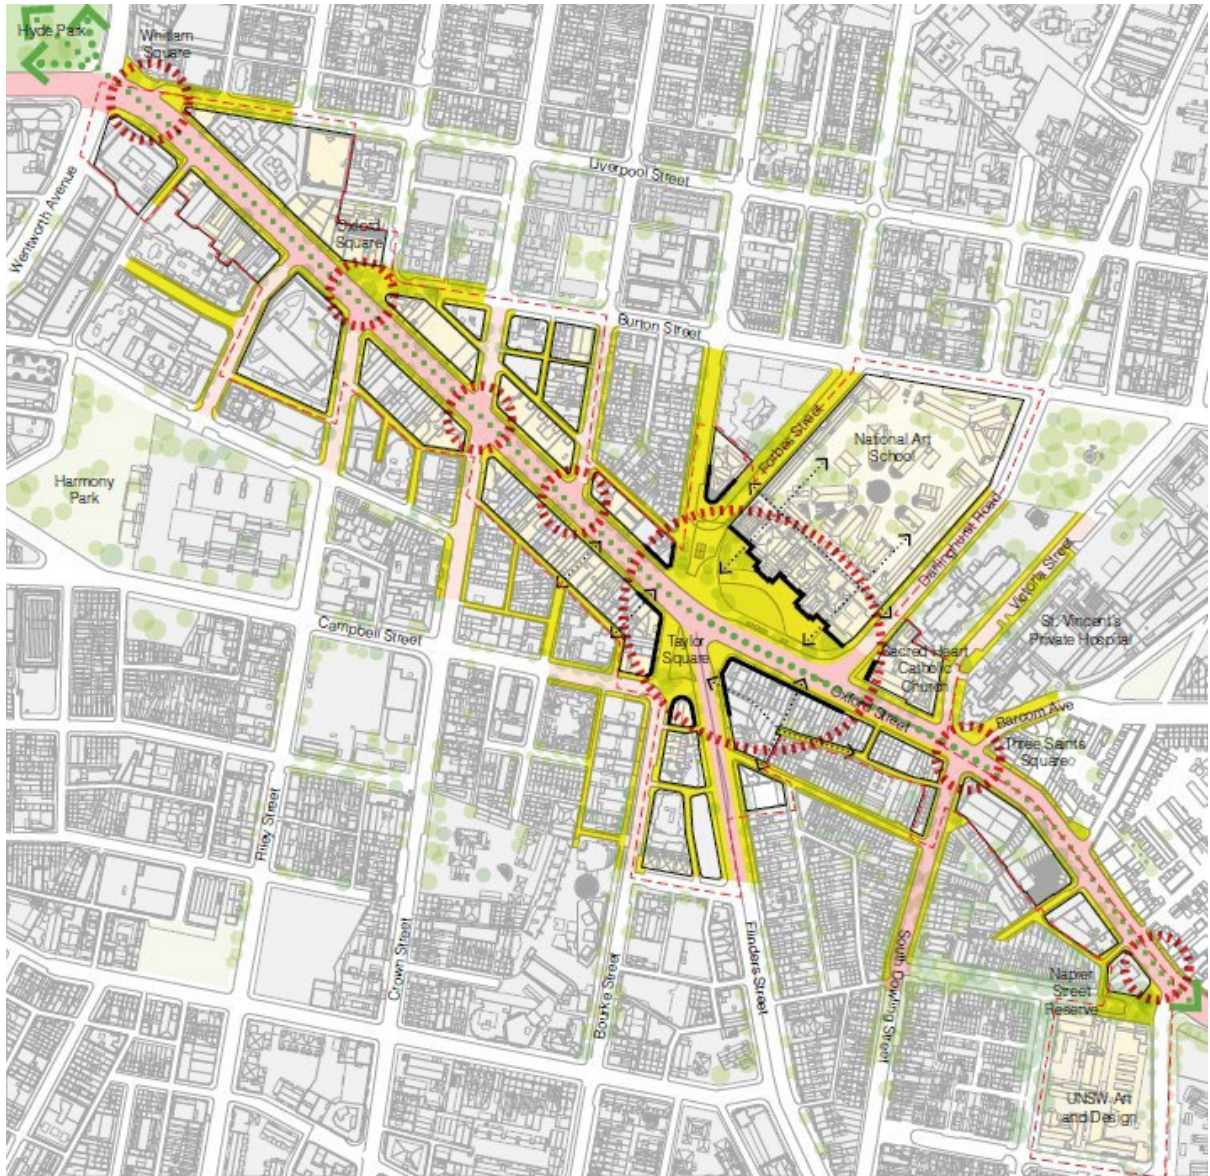 Hyde Park
Whitlam
Square
Wentworth Avenue
Liverpool Street
Oxford
Square
Burton Street
Forbes Street
National Art
School
Darlinghurst Road
Victoria Street
St. Vincent's
Private Hospital
Harmony
Park
Campbell Street
Taylor
Square
Sacred Heart
Catholic
Church
Oxford Street
Barcom Ave
Three Saints
Square
Riley Street
Crown Street
Bourke Street
Flinders Street
South Dowling Street
Napier
Street
Reserve
UNSW Art
and Design